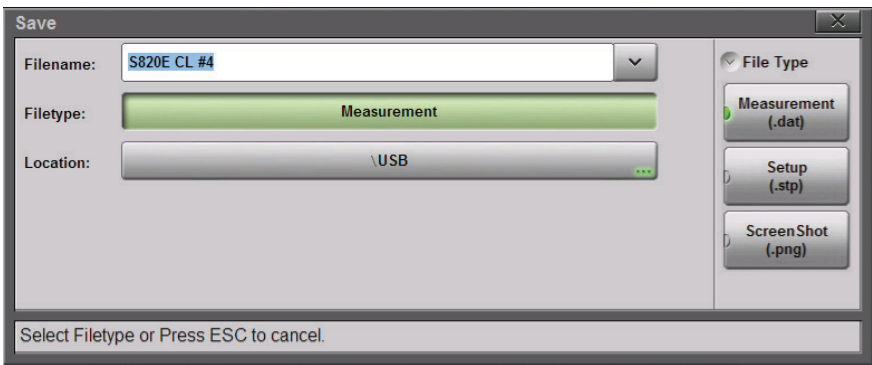 Save
Filename: S820E CL #4
Filetype: Measurement
Location: \USB
File Type
Measurement
(.dat)
Setup
(.stp)
ScreenShot
(.png)
Select Filetype or Press ESC to cancel.